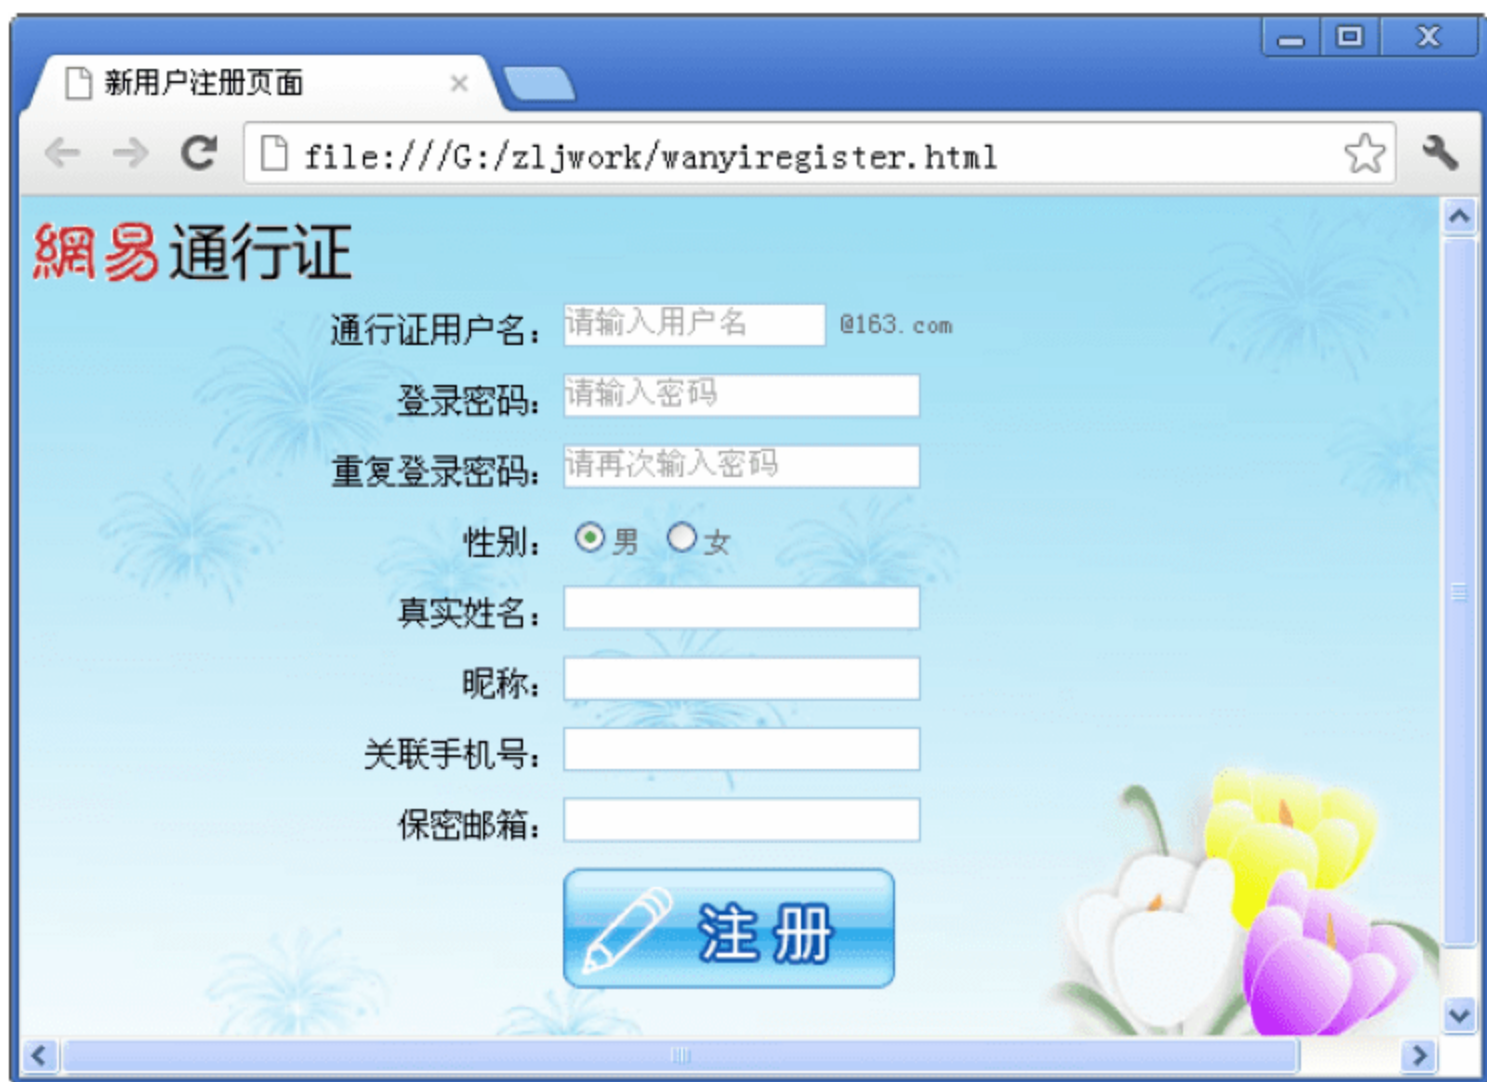 新用户注册页面
file:///G:/zljwork/wanyiregister.html
網易通行证
通行证用户名： 请输入用户名 @163.com
登录密码： 请输入密码
重复登录密码： 请再次输入密码
性别： 男 女
真实姓名：
昵称：
关联手机号：
保密邮箱：
注册